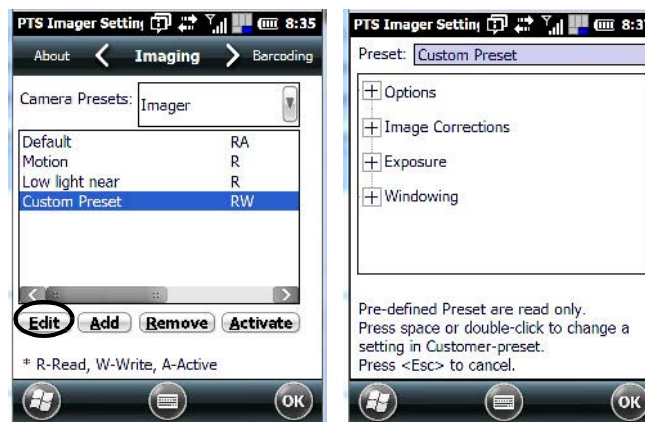 PTS Imager Settin 8:35
About Imaging Barcoding
Camera Presets: Imager
Default RA
Motion R
Low light near R
Custom Preset RW
Edit Add Remove Activate
* R-Read, W-Write, A-Active
OK
PTS Imager Settin 8:3
Preset: Custom Preset
Options
Image Corrections
Exposure
Windowing
Pre-defined Preset are read only.
Press space or double-click to change a
setting in Customer-preset.
Press <Esc> to cancel.
OK